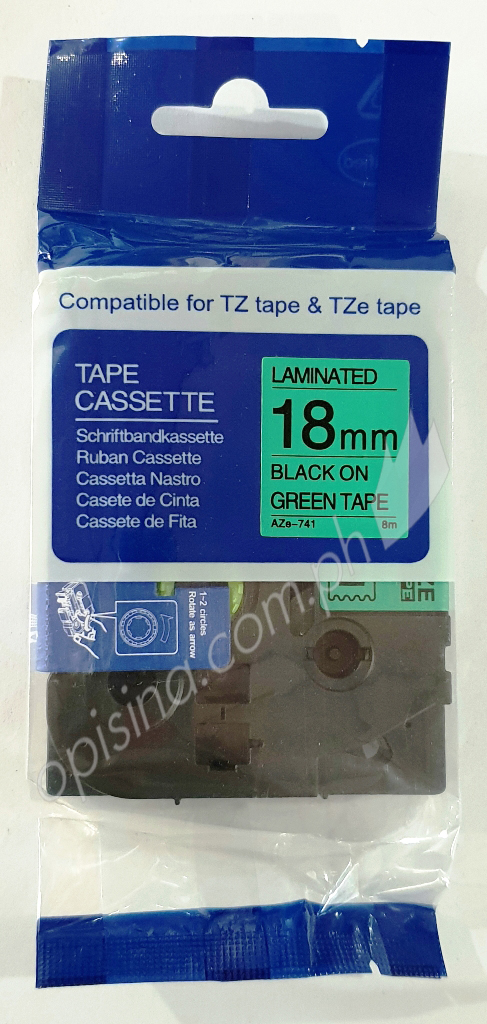 Compatible for TZ tape & TZe tape
TAPE
CASSETTE
Schriftbandkassette
Ruban Cassette
Cassetta Nastro
Casete de Cinta
Cassete de Fita
LAMINATED
18mm
BLACK ON
GREEN TAPE
AZe-741 8m
1~2 circles
Rotate as arrow
opisina.com.ph